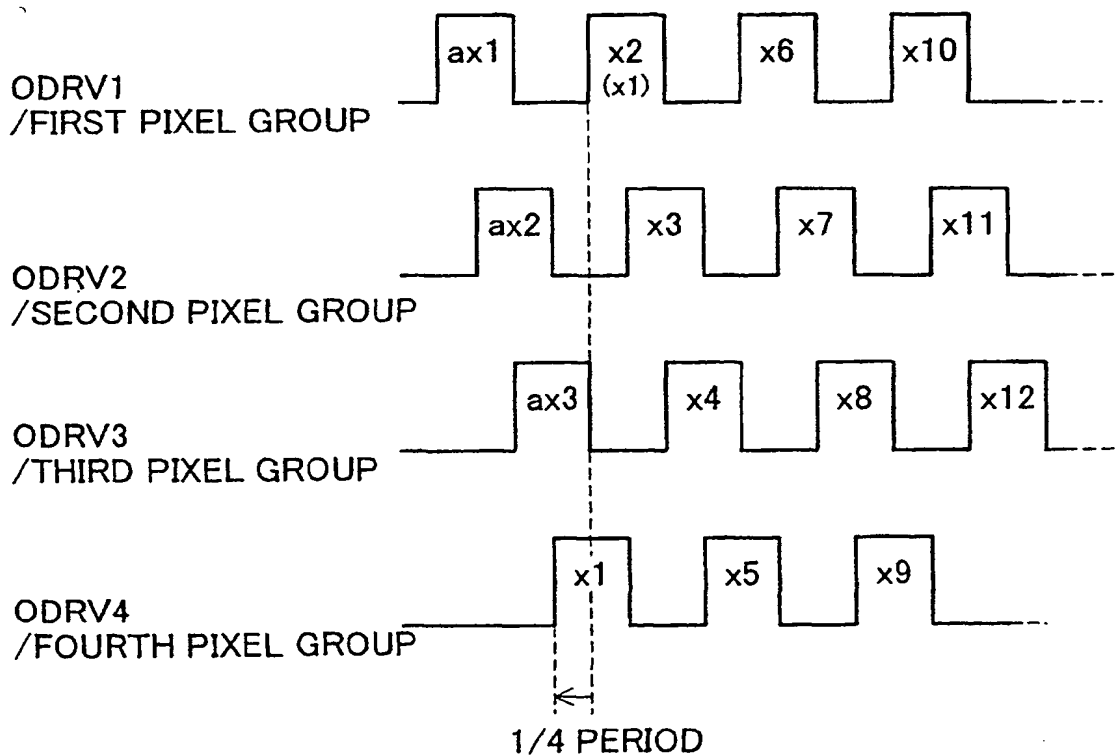 ax1 x2 x6 x10
(x1)
ODRV1
/FIRST PIXEL GROUP
ax2 x3 x7 x11
ODRV2
/SECOND PIXEL GROUP
ax3 x4 x8 x12
ODRV3
/THIRD PIXEL GROUP
x1 x5 x9
ODRV4
/FOURTH PIXEL GROUP
1/4 PERIOD